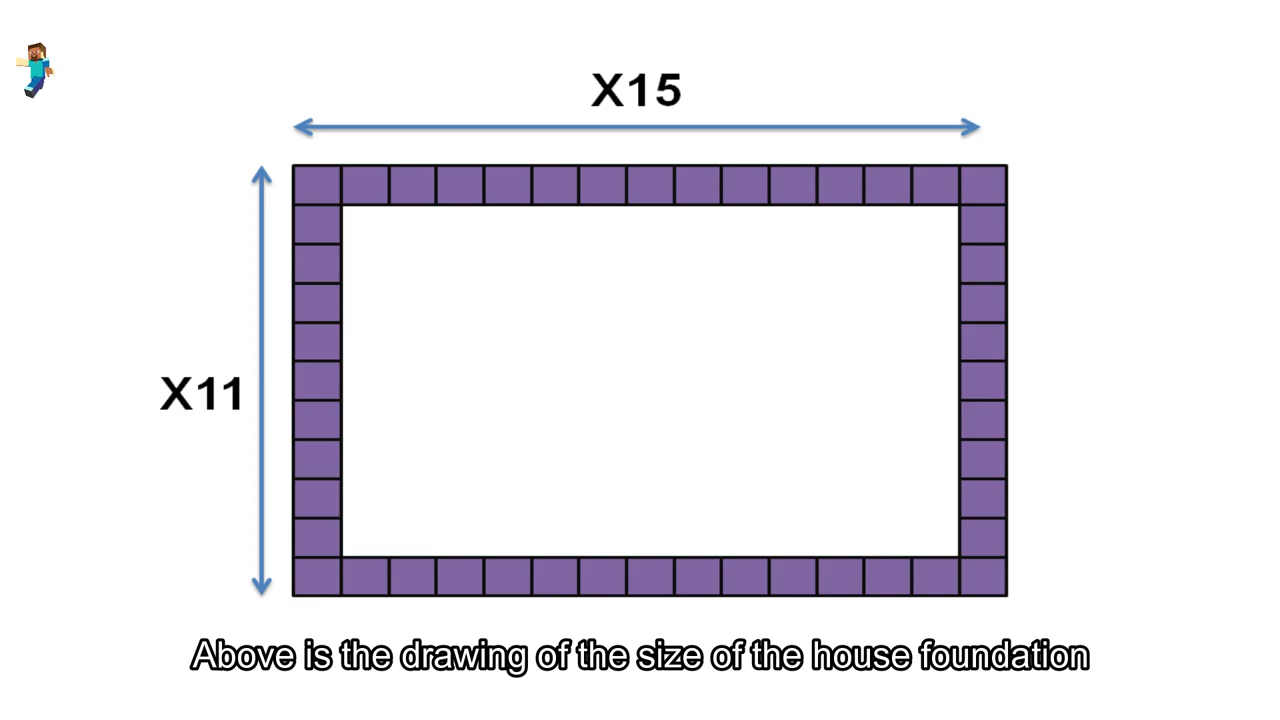 X15
X11
Above is the drawing of the size of the house foundation